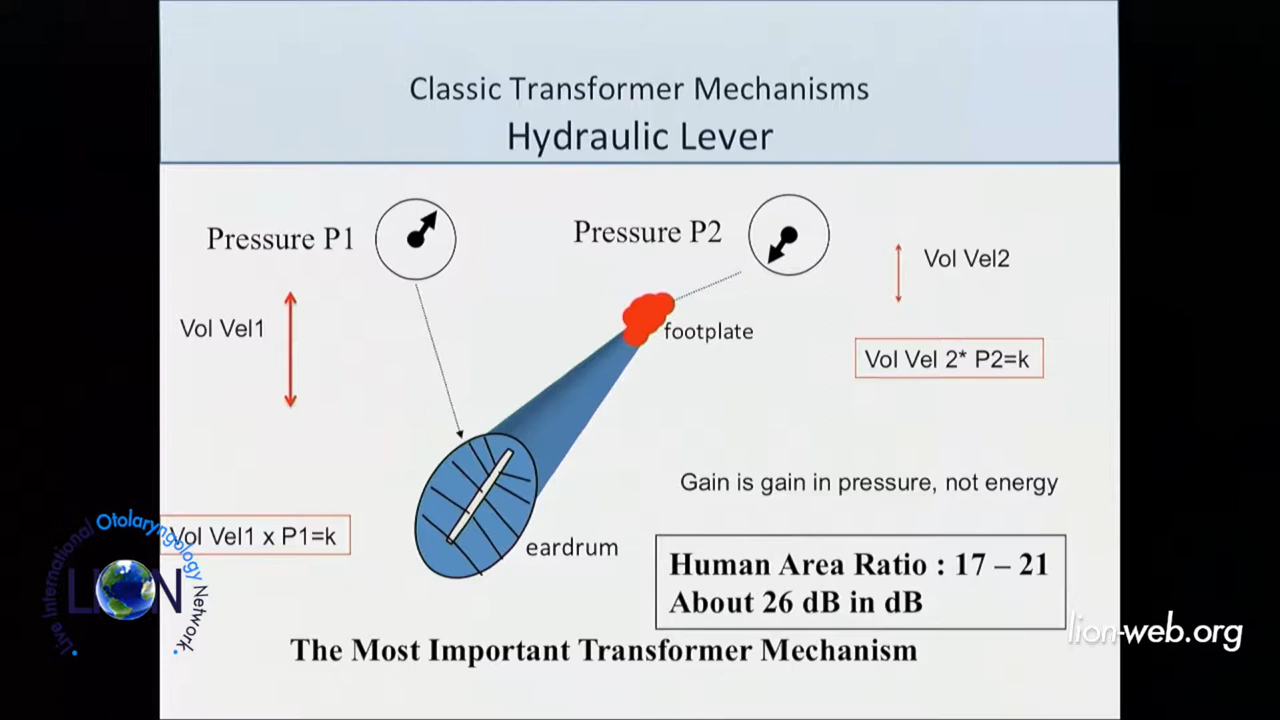 Classic Transformer Mechanisms
Hydraulic Lever
Pressure P1
Pressure P2
Vol Vel2
Vol Vel1
footplate
Vol Vel 2* P2=k
Gain is gain in pressure, not energy
Vol Vel1 x P1=k
eardrum
Human Area Ratio : 17 – 21
About 26 dB in dB
The Most Important Transformer Mechanism
Live International Otolaryngology Network
LION
lion-web.org